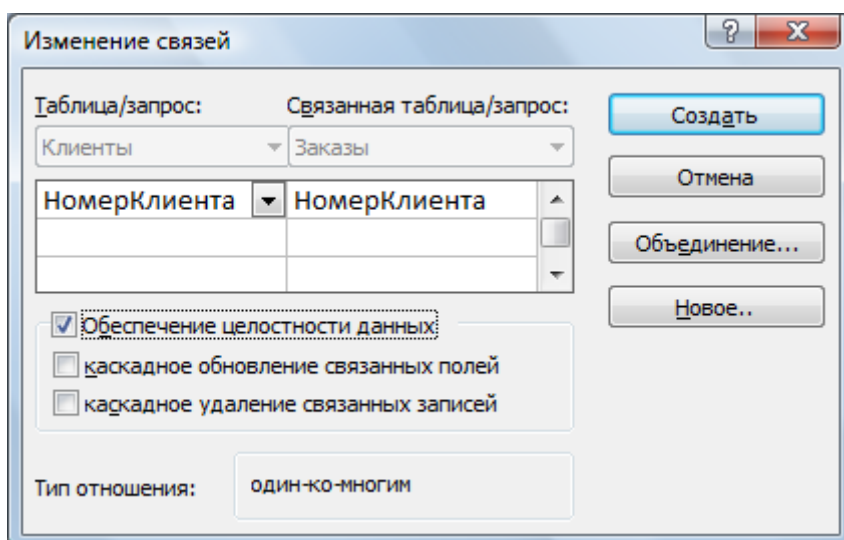 Изменение связей
Таблица/запрос: Связанная таблица/запрос:
Клиенты Заказы
НомерКлиента НомерКлиента
Обеспечение целостности данных
каскадное обновление связанных полей
каскадное удаление связанных записей
Тип отношения: один-ко-многим
Создать
Отмена
Объединение...
Новое..